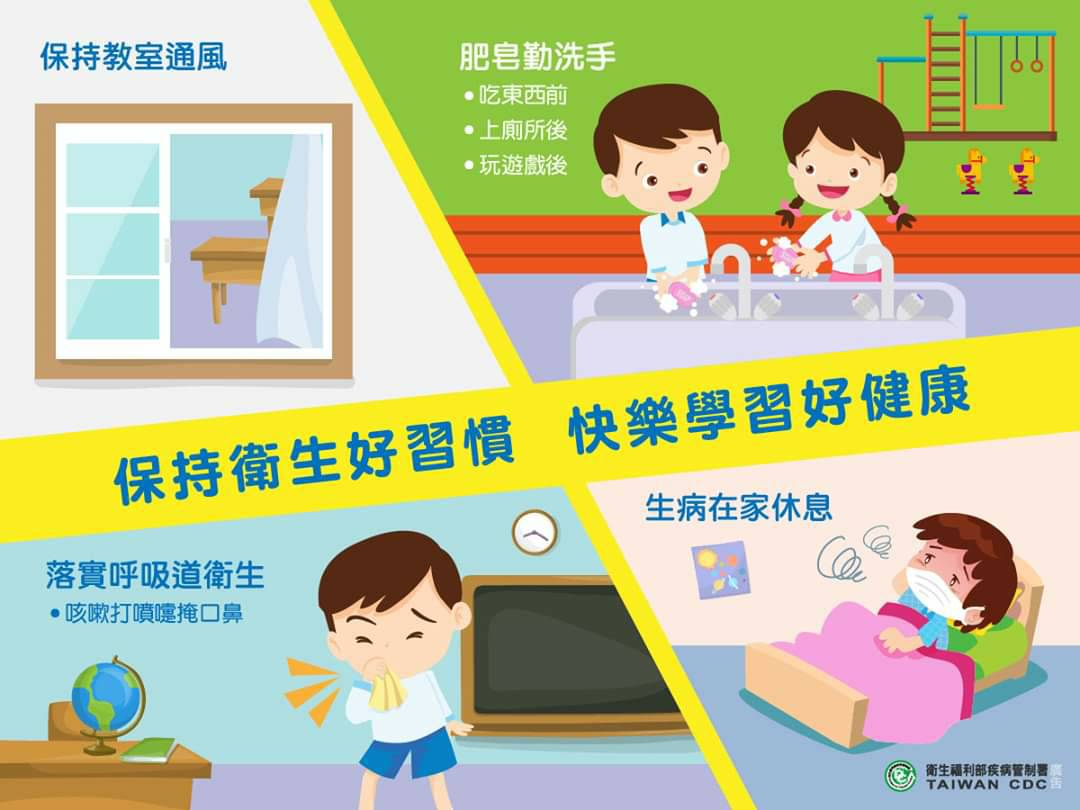 保持教室通風
肥皂勤洗手
•吃東西前
•上廁所後
•玩遊戲後
保持衛生好習慣 快樂學習好健康
落實呼吸道衛生
•咳嗽打噴嚏掩口鼻
生病在家休息
衛生福利部疾病管制署廣告
TAIWAN CDC